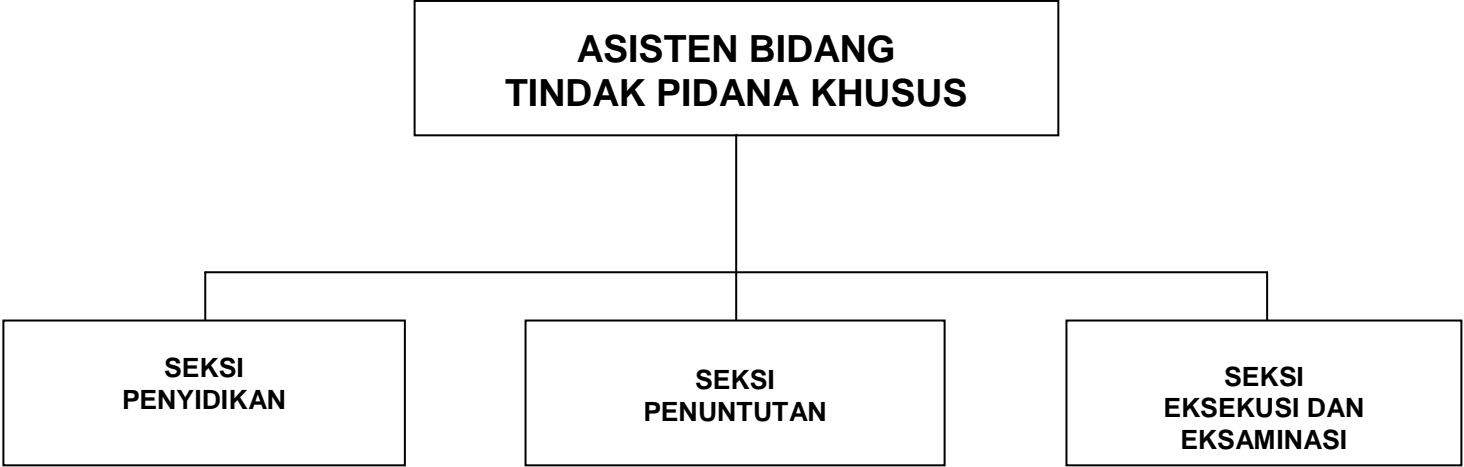 ASISTEN BIDANG
TINDAK PIDANA KHUSUS
SEKSI
PENYIDIKAN
SEKSI
PENUNTUTAN
SEKSI
EKSEKUSI DAN
EKSAMINASI